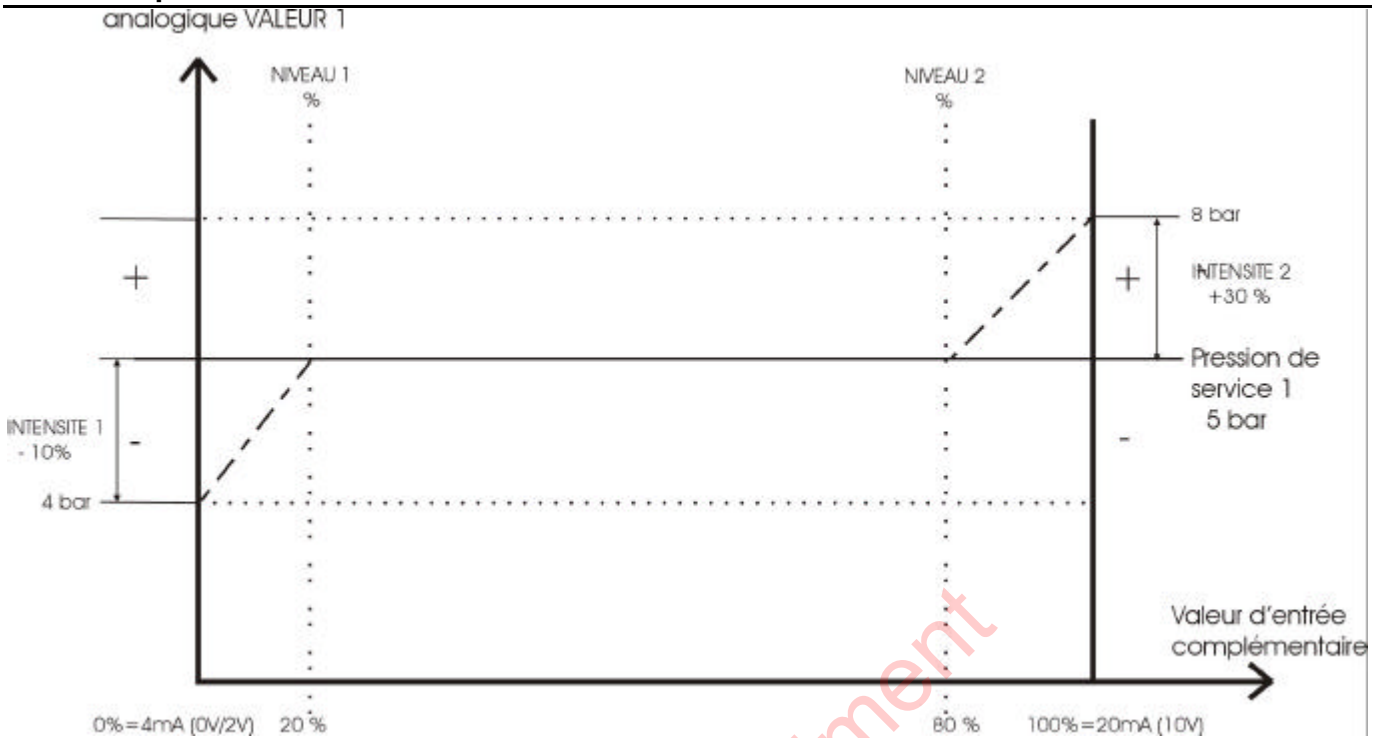 analogique VALEUR 1
NIVEAU 1
%
NIVEAU 2
%
8 bar
+
+
INTENSITE 2
+30 %
Pression de
service 1
5 bar
INTENSITE 1
- 10%
-
-
4 bar
Valeur d'entrée
complémentaire
0%=4mA (0V/2V)
20 %
80 %
100%=20mA (10V)